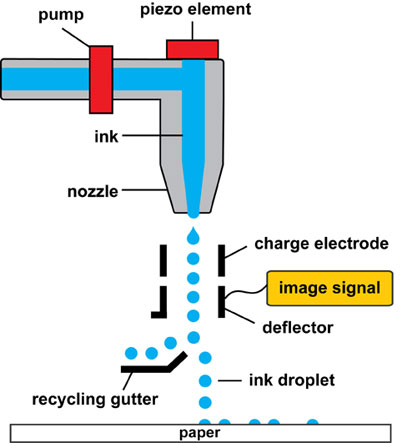 piezo element
pump
ink
nozzle
charge electrode
image signal
deflector
ink droplet
recycling gutter
paper